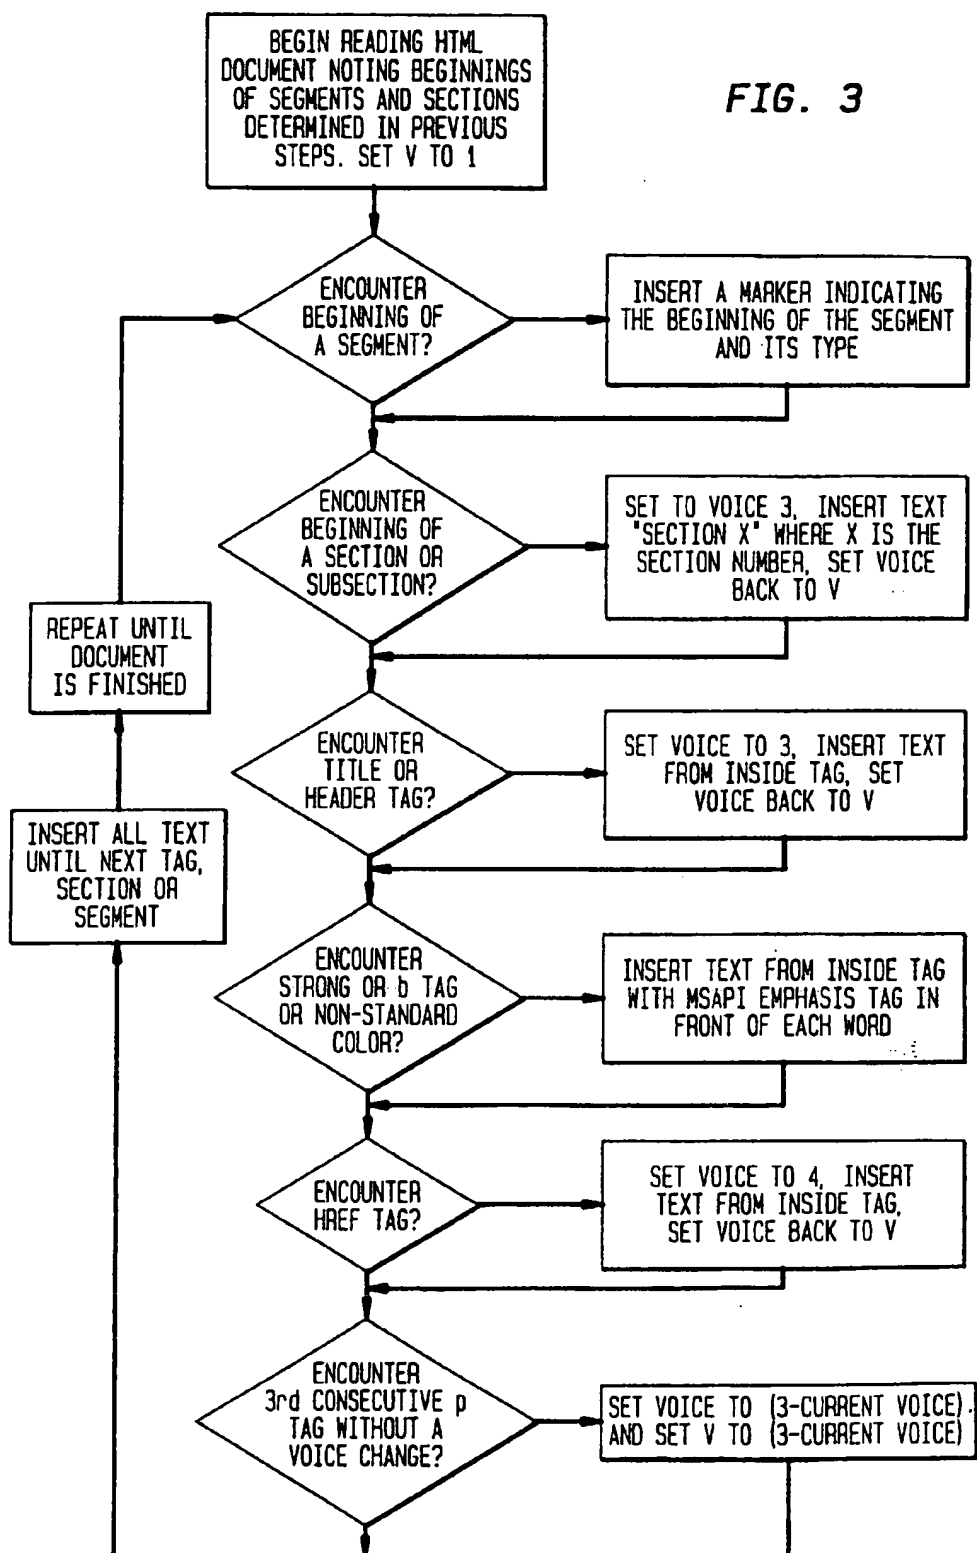 BEGIN READING HTML
DOCUMENT NOTING BEGINNINGS
OF SEGMENTS AND SECTIONS
DETERMINED IN PREVIOUS
STEPS. SET V TO 1
FIG. 3
ENCOUNTER
BEGINNING OF
A SEGMENT?
INSERT A MARKER INDICATING
THE BEGINNING OF THE SEGMENT
AND ITS TYPE
ENCOUNTER
BEGINNING OF
A SECTION OR
SUBSECTION?
SET TO VOICE 3, INSERT TEXT
"SECTION X" WHERE X IS THE
SECTION NUMBER, SET VOICE
BACK TO V
REPEAT UNTIL
DOCUMENT
IS FINISHED
ENCOUNTER
TITLE OR
HEADER TAG?
SET VOICE TO 3, INSERT TEXT
FROM INSIDE TAG, SET
VOICE BACK TO V
INSERT ALL TEXT
UNTIL NEXT TAG,
SECTION OR
SEGMENT
ENCOUNTER
STRONG OR b TAG
OR NON-STANDARD
COLOR?
INSERT TEXT FROM INSIDE TAG
WITH MSAPI EMPHASIS TAG IN
FRONT OF EACH WORD
ENCOUNTER
HREF TAG?
SET VOICE TO 4, INSERT
TEXT FROM INSIDE TAG,
SET VOICE BACK TO V
ENCOUNTER
3rd CONSECUTIVE p
TAG WITHOUT A
VOICE CHANGE?
SET VOICE TO (3-CURRENT VOICE).
AND SET V TO (3-CURRENT VOICE)